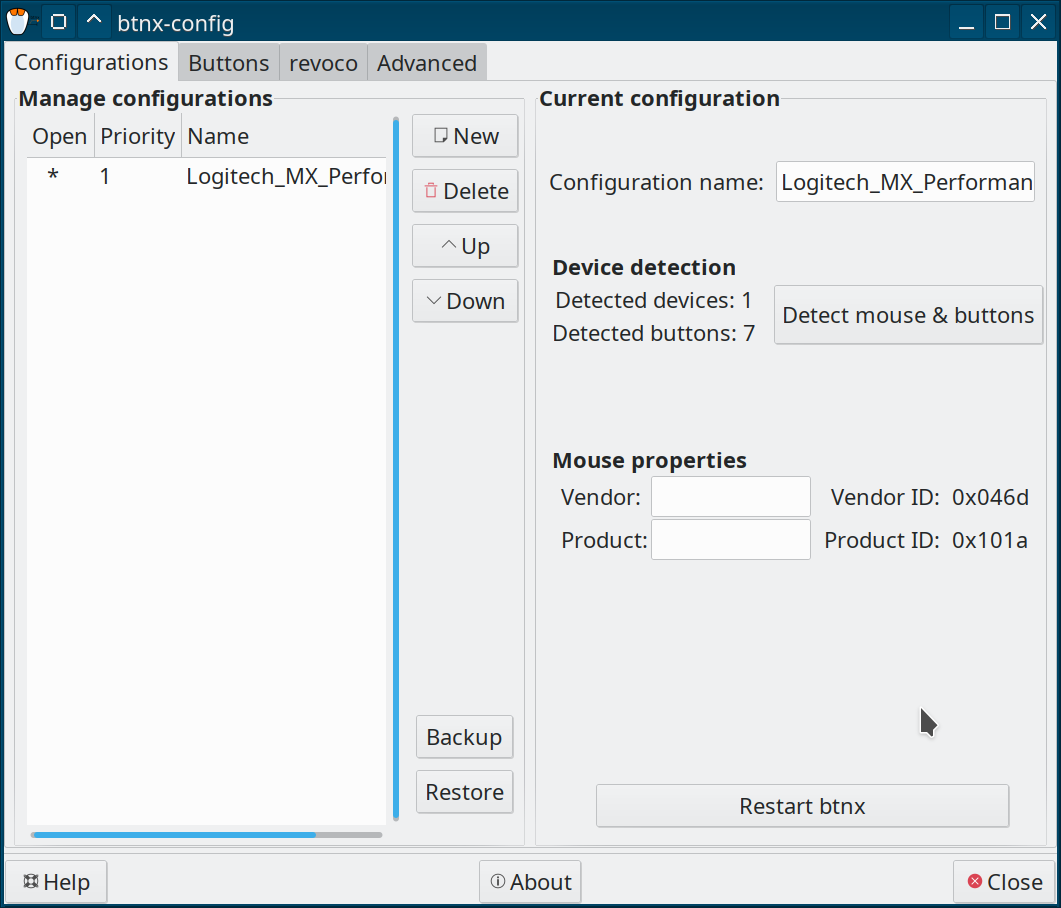 btnx-config
Configurations Buttons revoco Advanced
Manage configurations
Open Priority Name
* 1 Logitech_MX_Perfor
New
Delete
Up
Down
Backup
Restore
Current configuration
Configuration name: Logitech_MX_Performan
Device detection
Detected devices: 1
Detected buttons: 7
Detect mouse & buttons
Mouse properties
Vendor: Vendor ID: 0x046d
Product: Product ID: 0x101a
Restart btnx
Help About Close